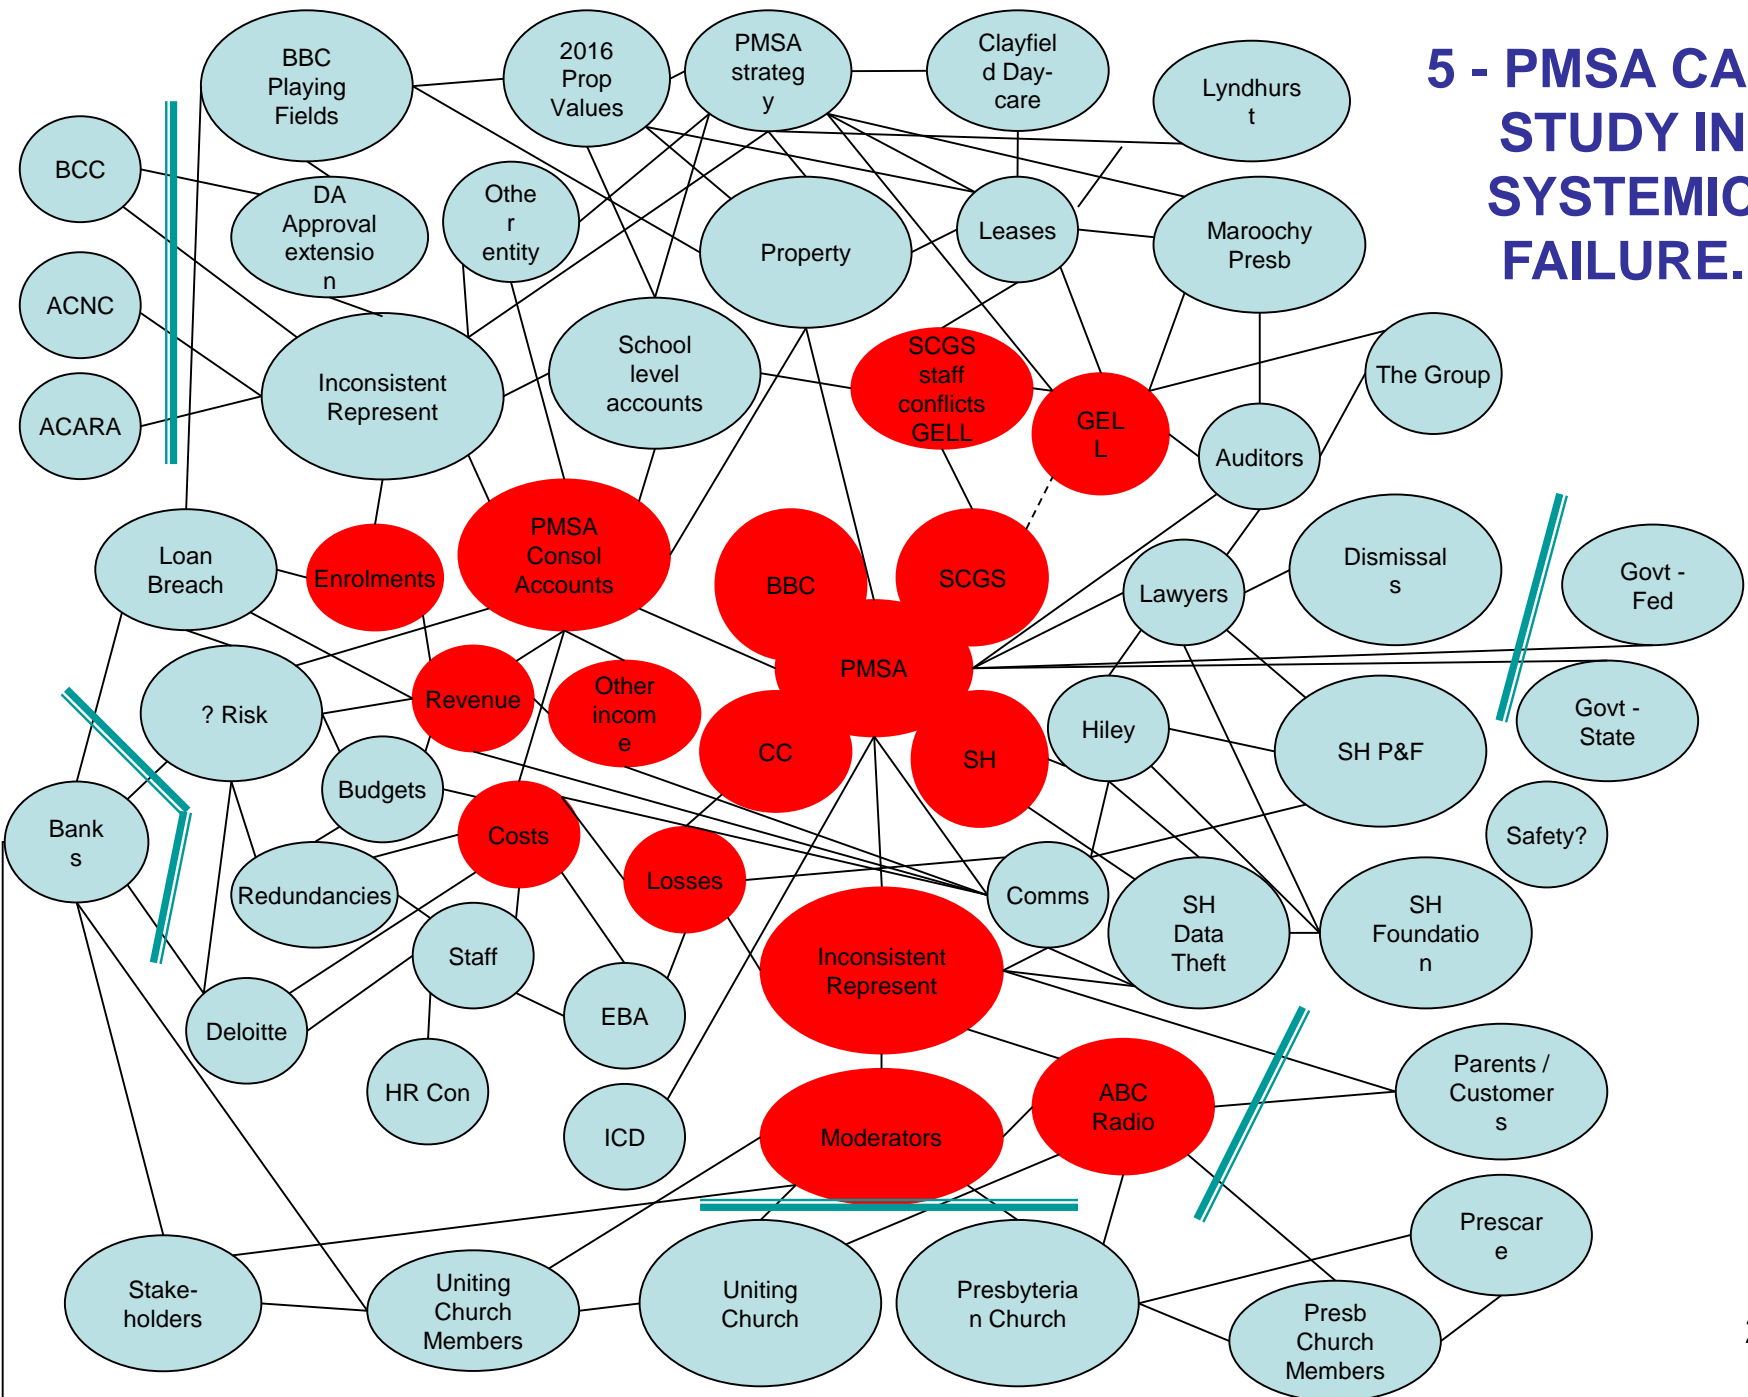 5 - PMSA CA
STUDY IN
SYSTEMIC
FAILURE.
BBC
Playing
Fields
2016
Prop
Values
PMSA
strateg
y
Clayfiel
d Day-
care
Lyndhurs
t
BCC
DA
Approval
extensio
n
Othe
r
entity
Property
Leases
Maroochy
Presb
ACNC
Inconsistent
Represent
School
level
accounts
SCGS
staff
conflicts
GELL
GEL
L
The Group
ACARA
Auditors
Loan
Breach
Enrolments
PMSA
Consol
Accounts
BBC
SCGS
Lawyers
Dismissal
s
Govt -
Fed
PMSA
? Risk
Revenue
Other
incom
e
CC
SH
Hiley
SH P&F
Govt -
State
Budgets
Bank
s
Costs
Safety?
Redundancies
Losses
Comms
SH
Data
Theft
SH
Foundatio
n
Staff
Inconsistent
Represent
Deloitte
EBA
HR Con
ICD
Moderators
ABC
Radio
Parents /
Customer
s
Prescar
e
Stake-
holders
Uniting
Church
Members
Uniting
Church
Presbyteria
n Church
Presb
Church
Members